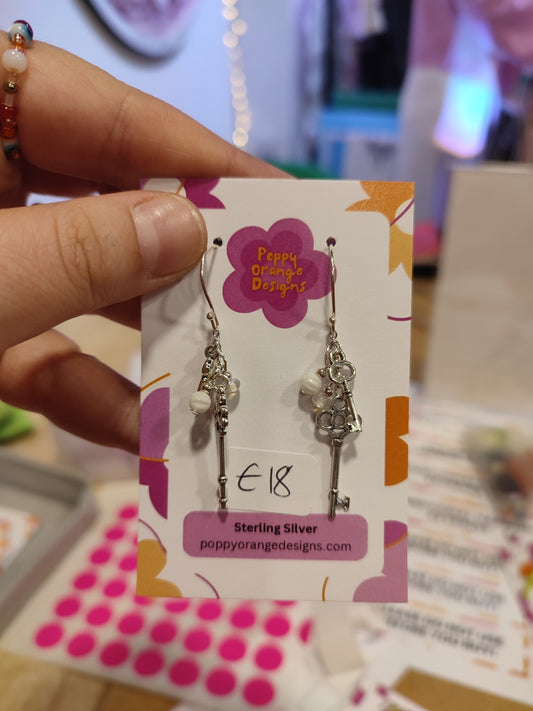 Poppy
Orange
Designs
€18
Sterling Silver
poppyorangedesigns.com